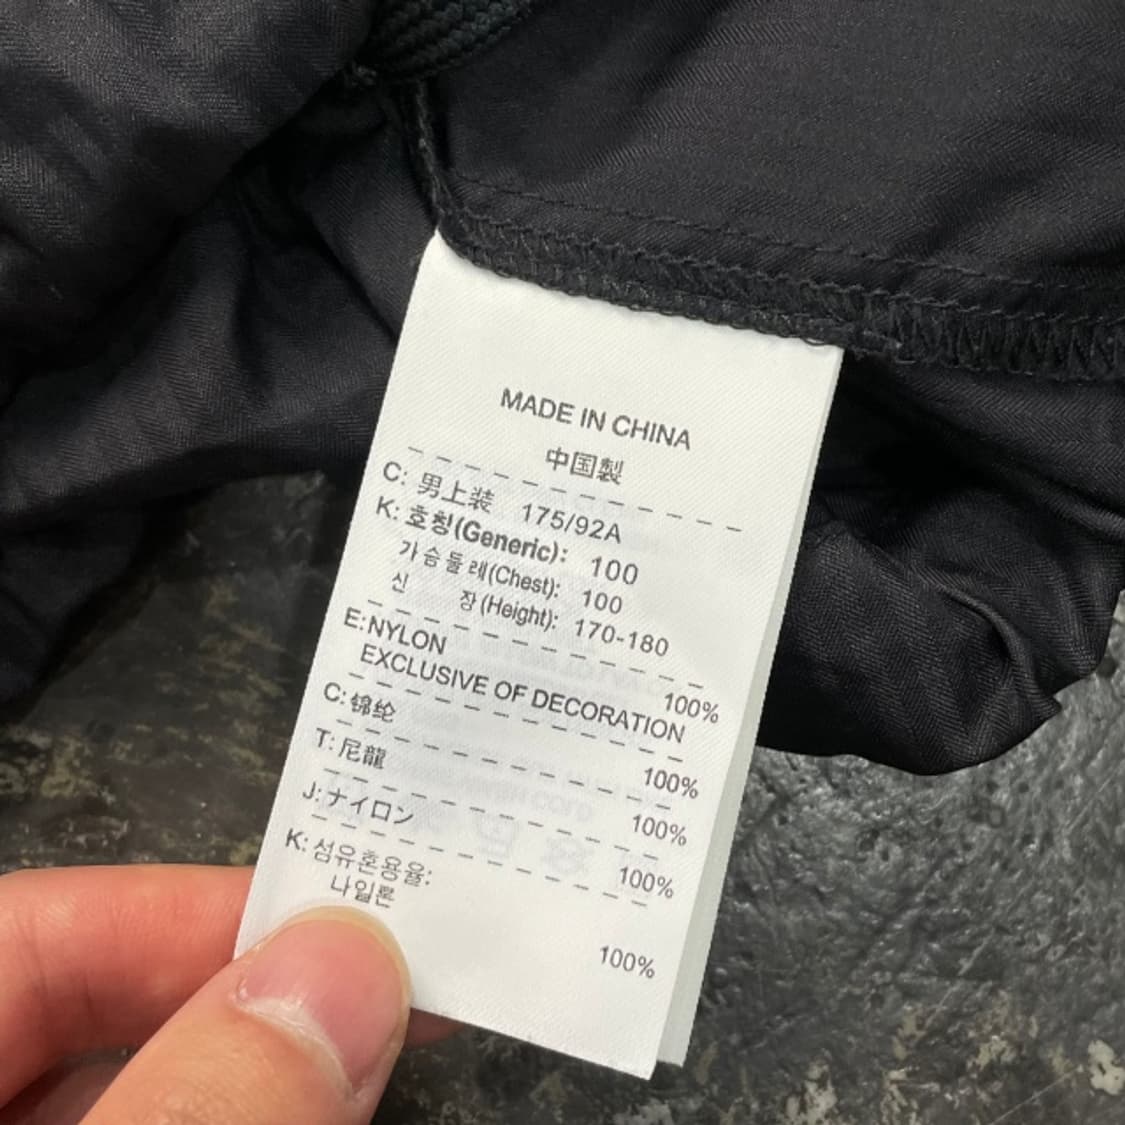 MADE IN CHINA
中国製
C: 男上装 175/92A
K: 호칭(Generic): 100
가슴둘레(Chest): 100
신 장(Height): 170-180
E:NYLON 100%
EXCLUSIVE OF DECORATION
C:锦纶 100%
T:尼龍 100%
J:ナイロン 100%
K:섬유혼용율:
나일론 100%